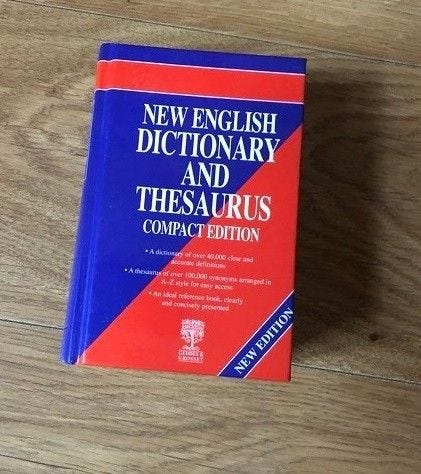 NEW ENGLISH
DICTIONARY
AND
THESAURUS
COMPACT EDITION
• A dictionary of over 40,000 clear and
accurate definitions
• A thesaurus of over 100,000 synonyms arranged in
A–Z style for easy access
• An ideal reference book, clearly
and concisely presented
GEDDES &
GROSSET
NEW EDITION